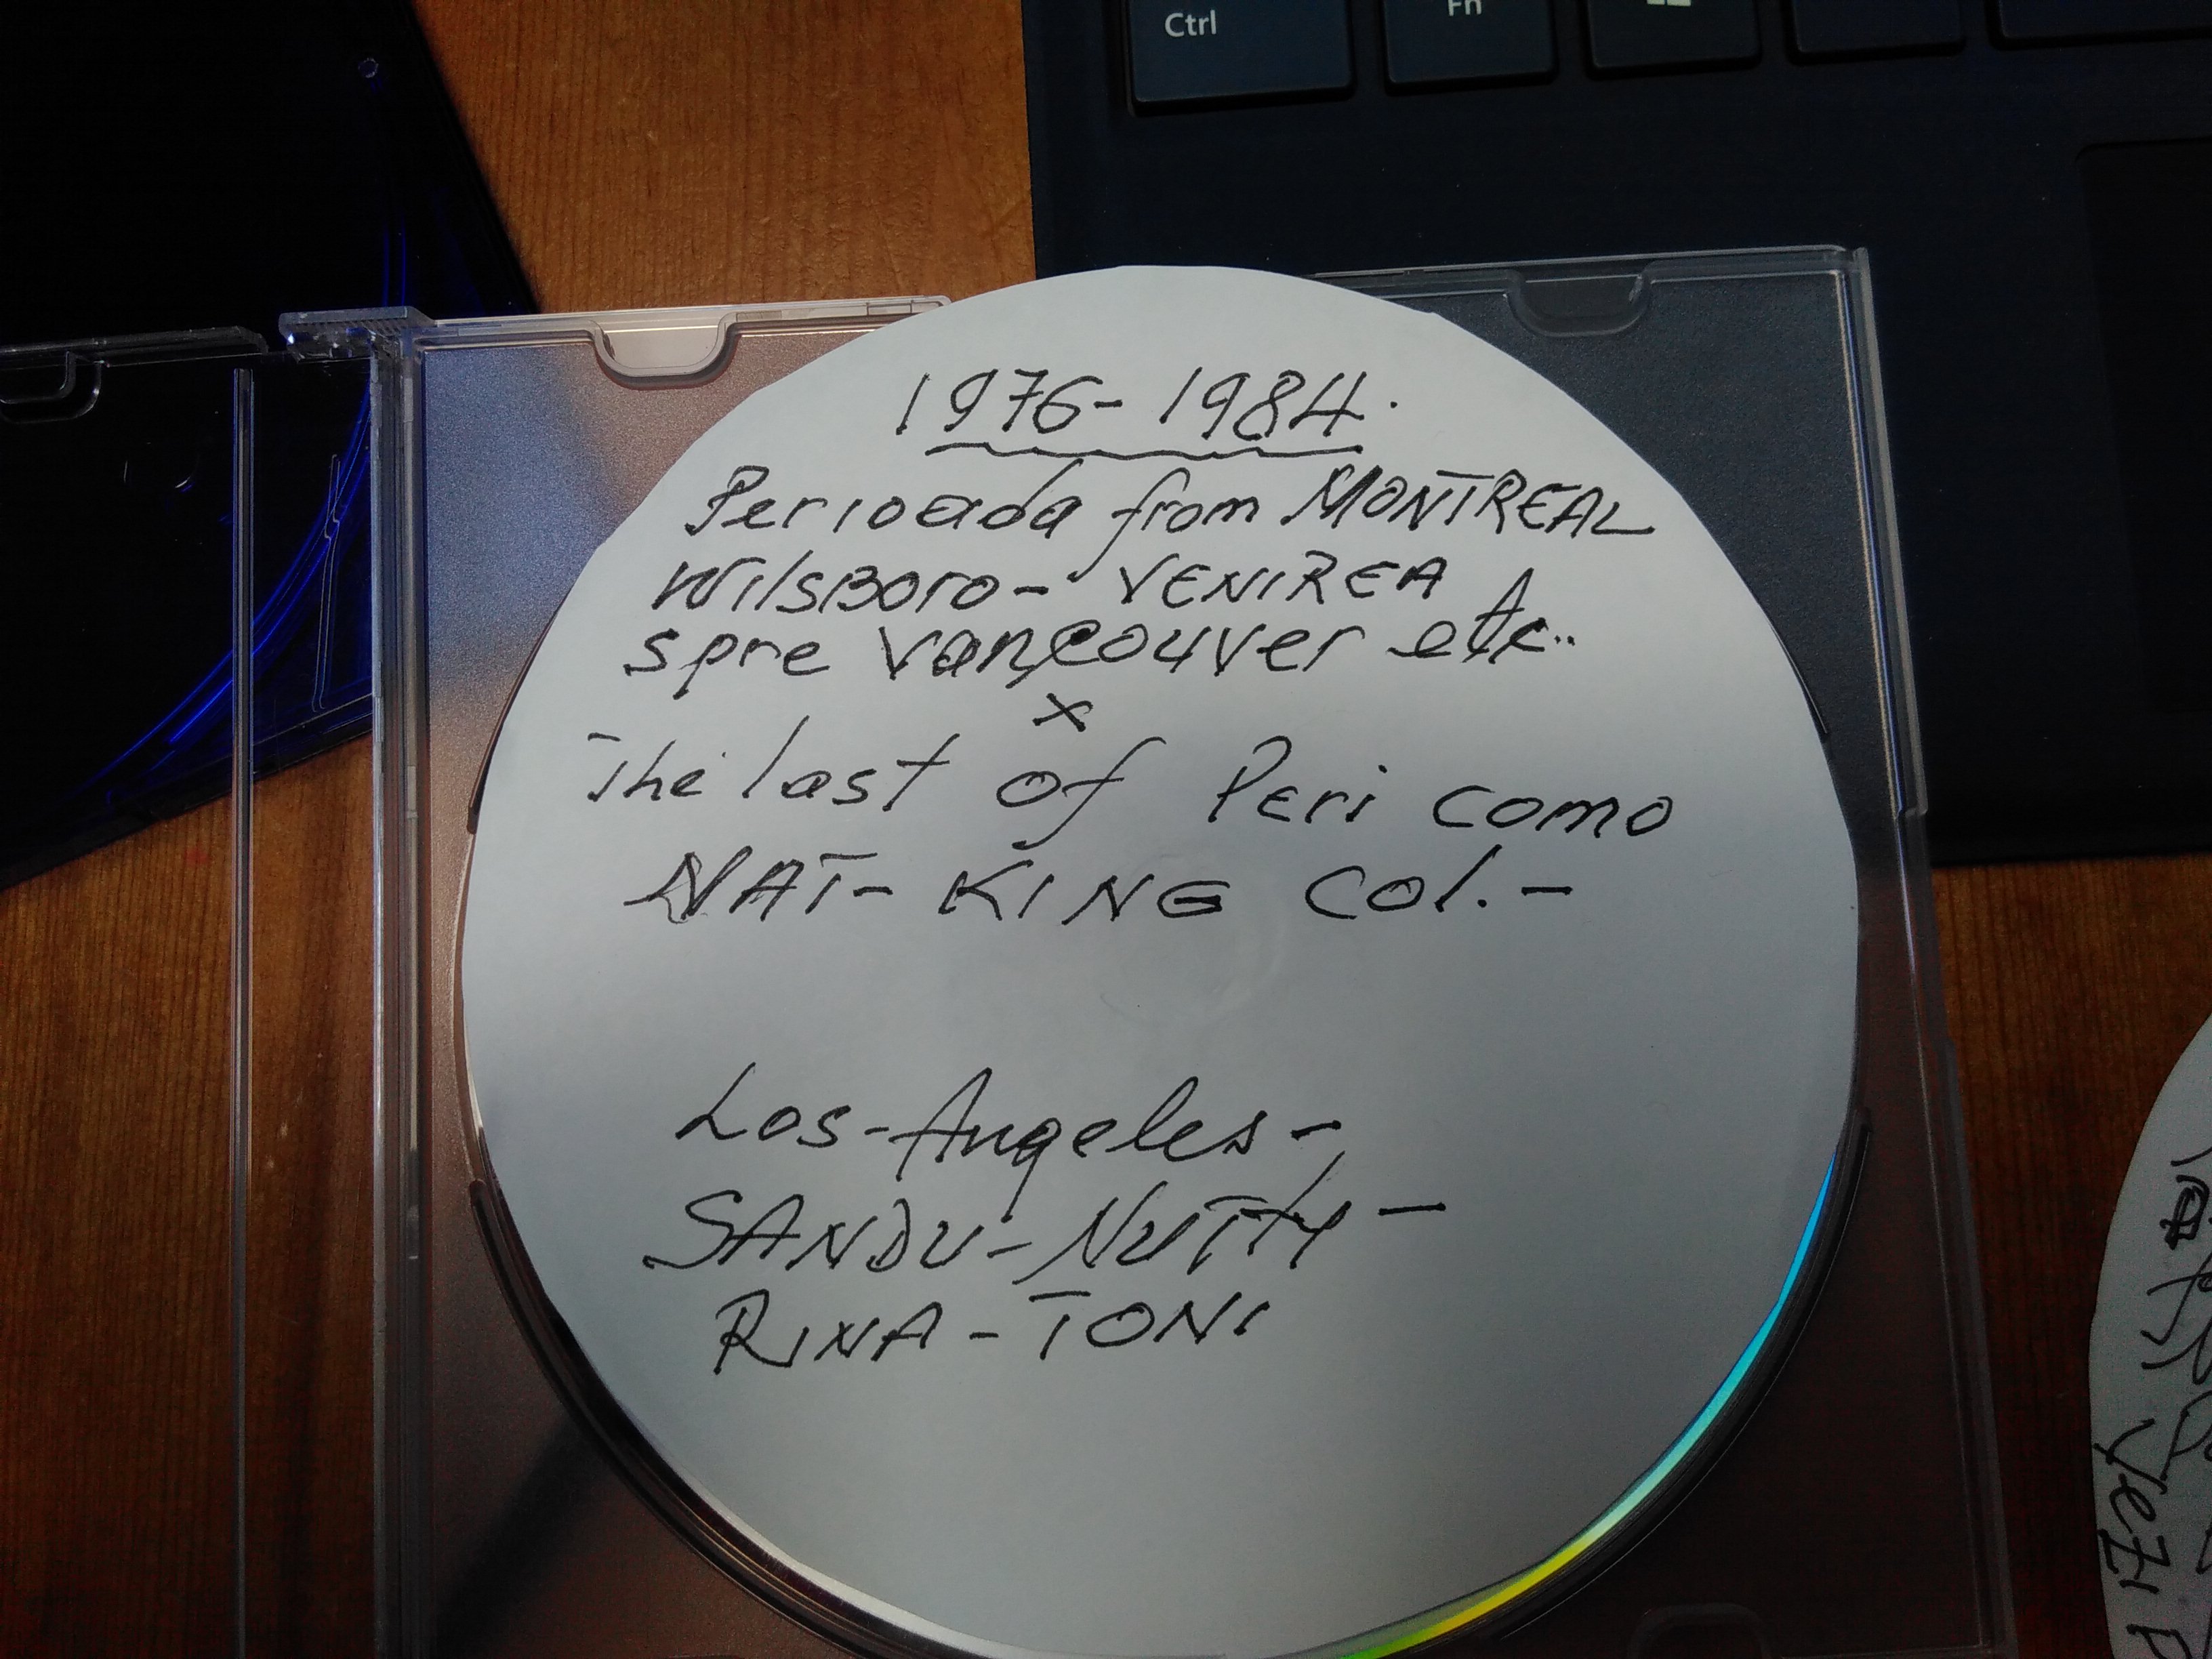 Ctrl
Fn
1976-1984.
Perioada from MONTREAL
WilsBoro- VENIREA
spre Vancouver etc..
x
The last of Peri como
NAT- KING Col.-
Los-Angeles-
SANDU-NUTTY-
RINA-TONI